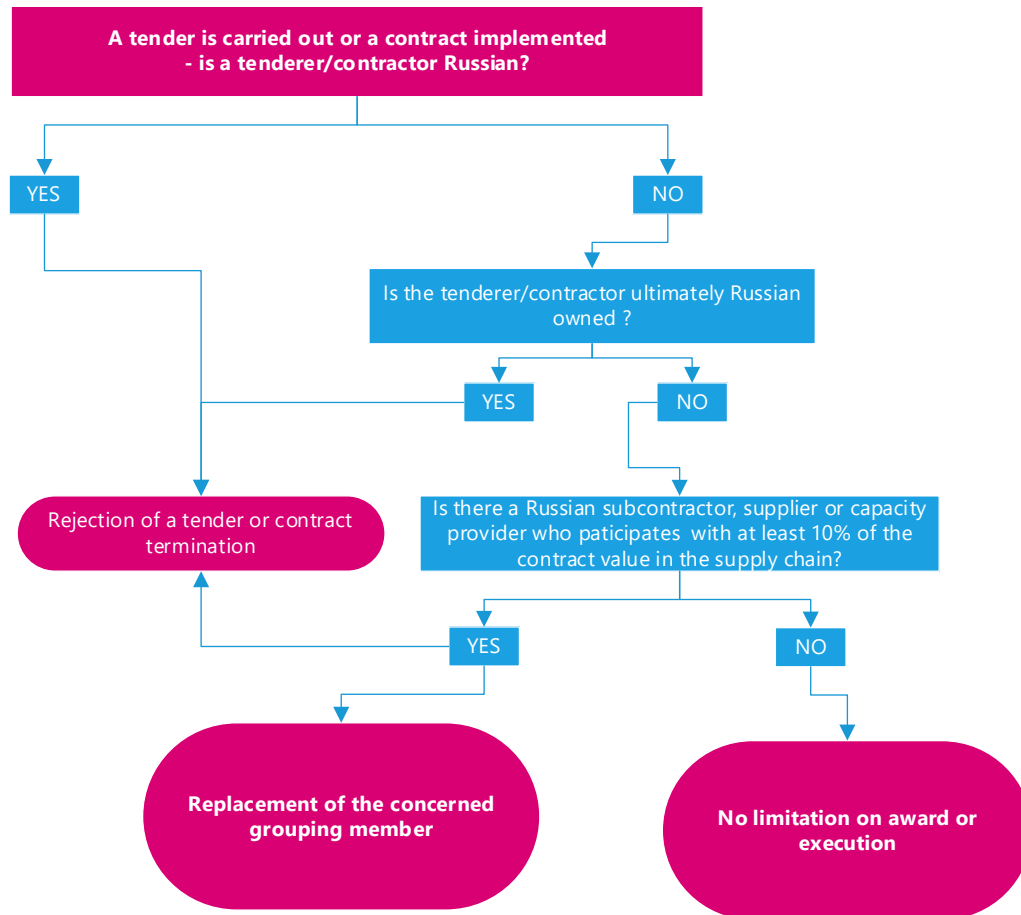 A tender is carried out or a contract implemented
- is a tenderer/contractor Russian?
YES
NO
Is the tenderer/contractor ultimately Russian
owned ?
YES
NO
Rejection of a tender or contract
termination
Is there a Russian subcontractor, supplier or capacity
provider who paticipates with at least 10% of the
contract value in the supply chain?
YES
NO
Replacement of the concerned
grouping member
No limitation on award or
execution